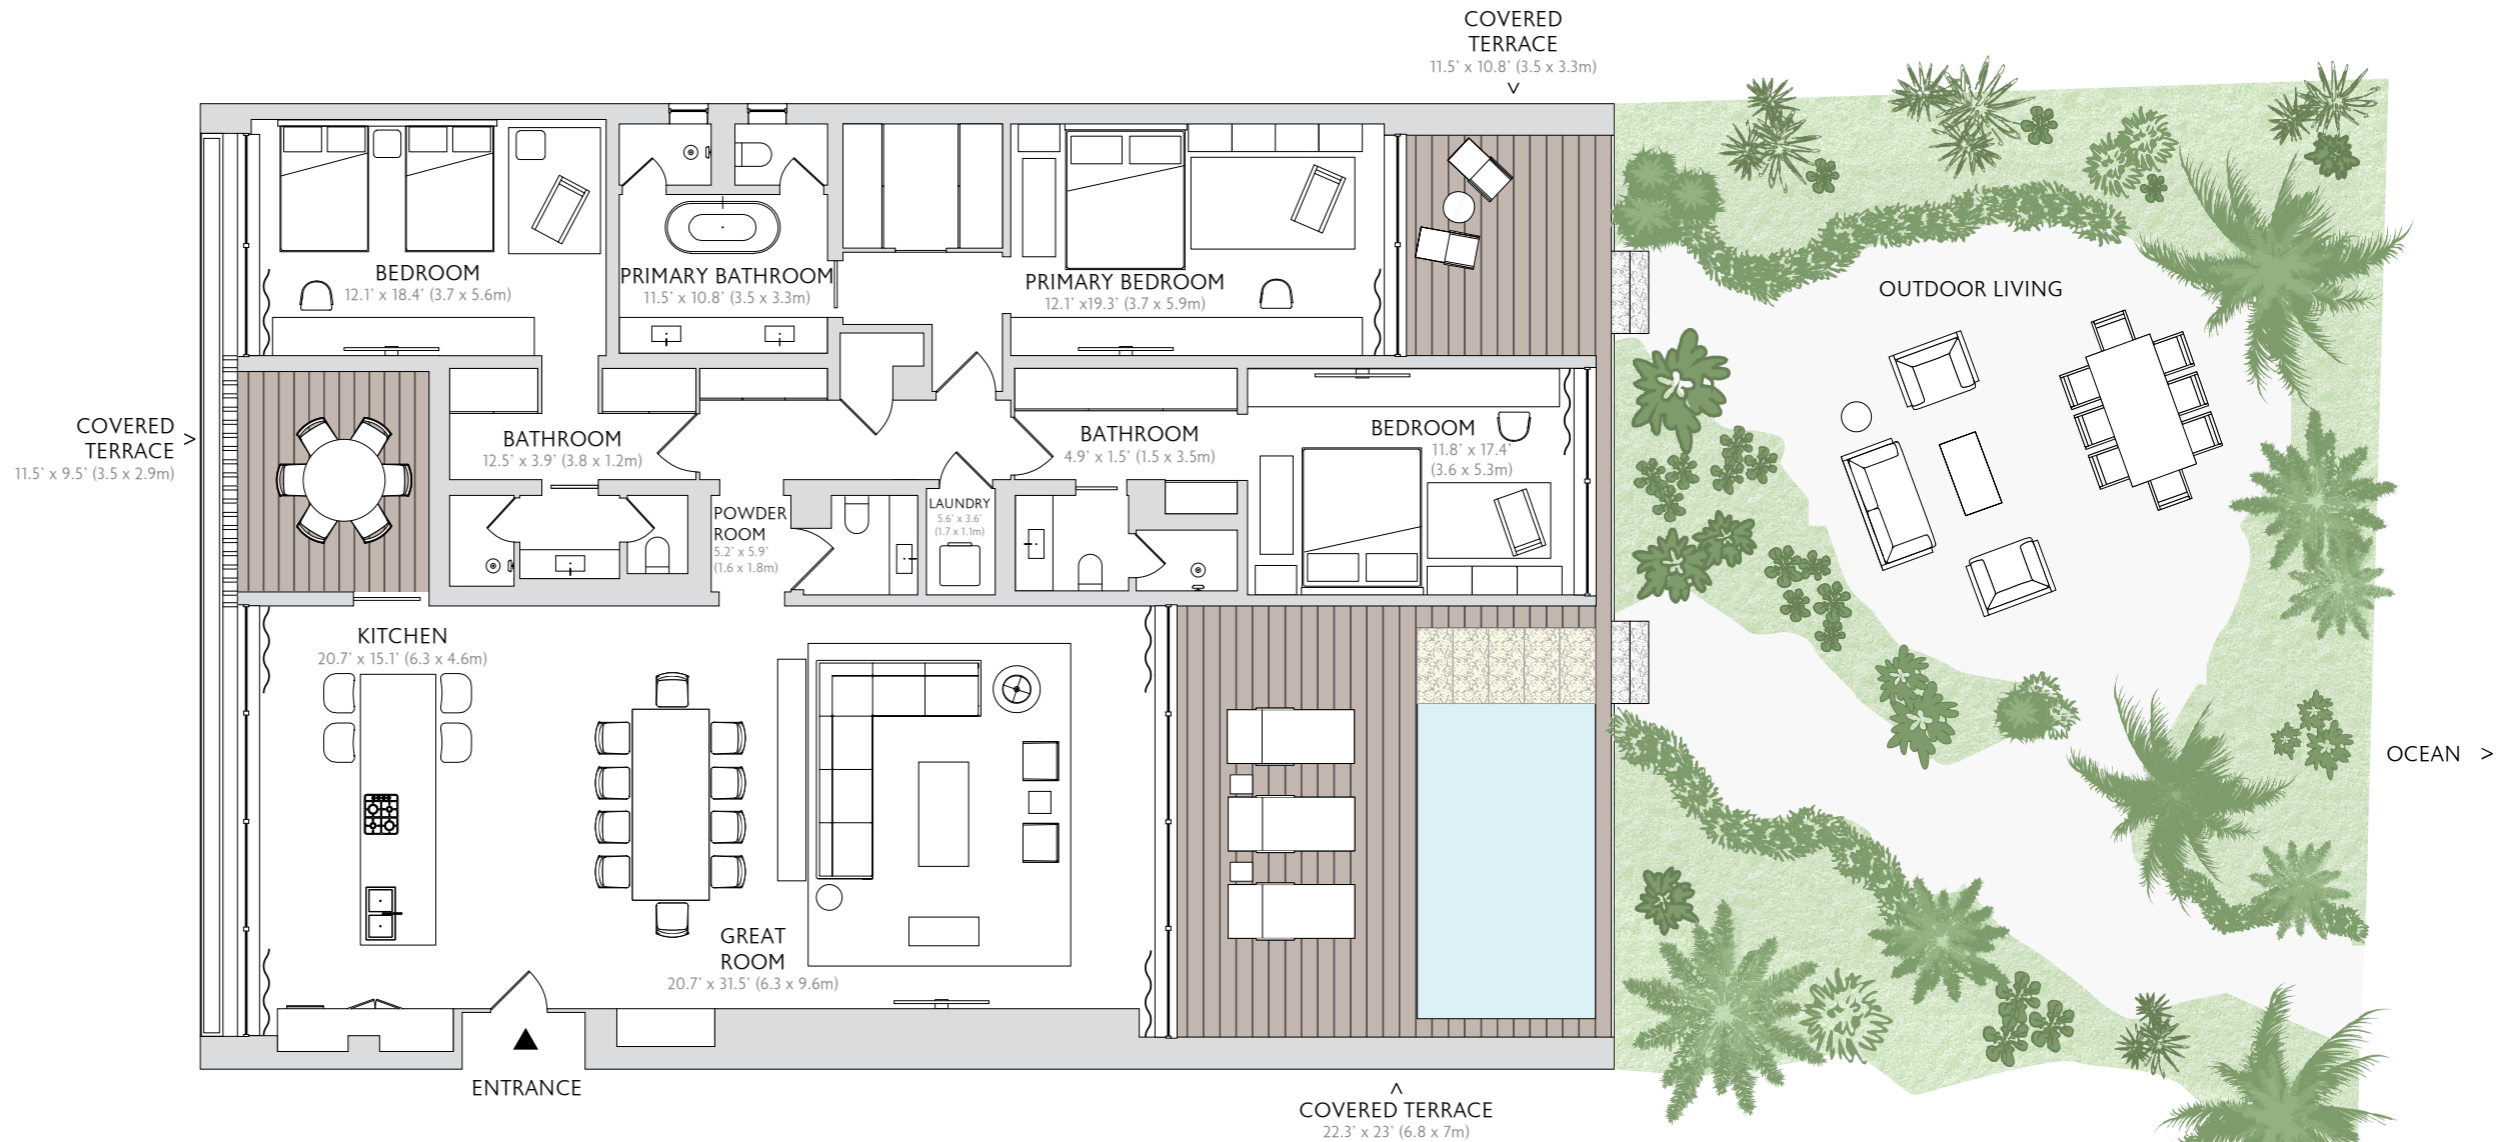 COVERED
TERRACE
11.5’ x 10.8’ (3.5 x 3.3m)
BEDROOM
12.1’ x 18.4’ (3.7 x 5.6m)
PRIMARY BATHROOM
11.5’ x 10.8’ (3.5 x 3.3m)
PRIMARY BEDROOM
12.1’ x19.3’ (3.7 x 5.9m)
OUTDOOR LIVING
COVERED >
TERRACE
11.5’ x 9.5’ (3.5 x 2.9m)
BATHROOM
12.5’ x 3.9’ (3.8 x 1.2m)
BATHROOM
4.9’ x 1.5’ (1.5 x 3.5m)
BEDROOM
11.8’ x 17.4’
(3.6 x 5.3m)
POWDER
ROOM
5.2’ x 5.9’
(1.6 x 1.8m)
LAUNDRY
5.6’ x 3.6’
(1.7 x 1.1m)
KITCHEN
20.7’ x 15.1’ (6.3 x 4.6m)
GREAT
ROOM
20.7’ x 31.5’ (6.3 x 9.6m)
OCEAN >
ENTRANCE
COVERED TERRACE
22.3’ x 23’ (6.8 x 7m)